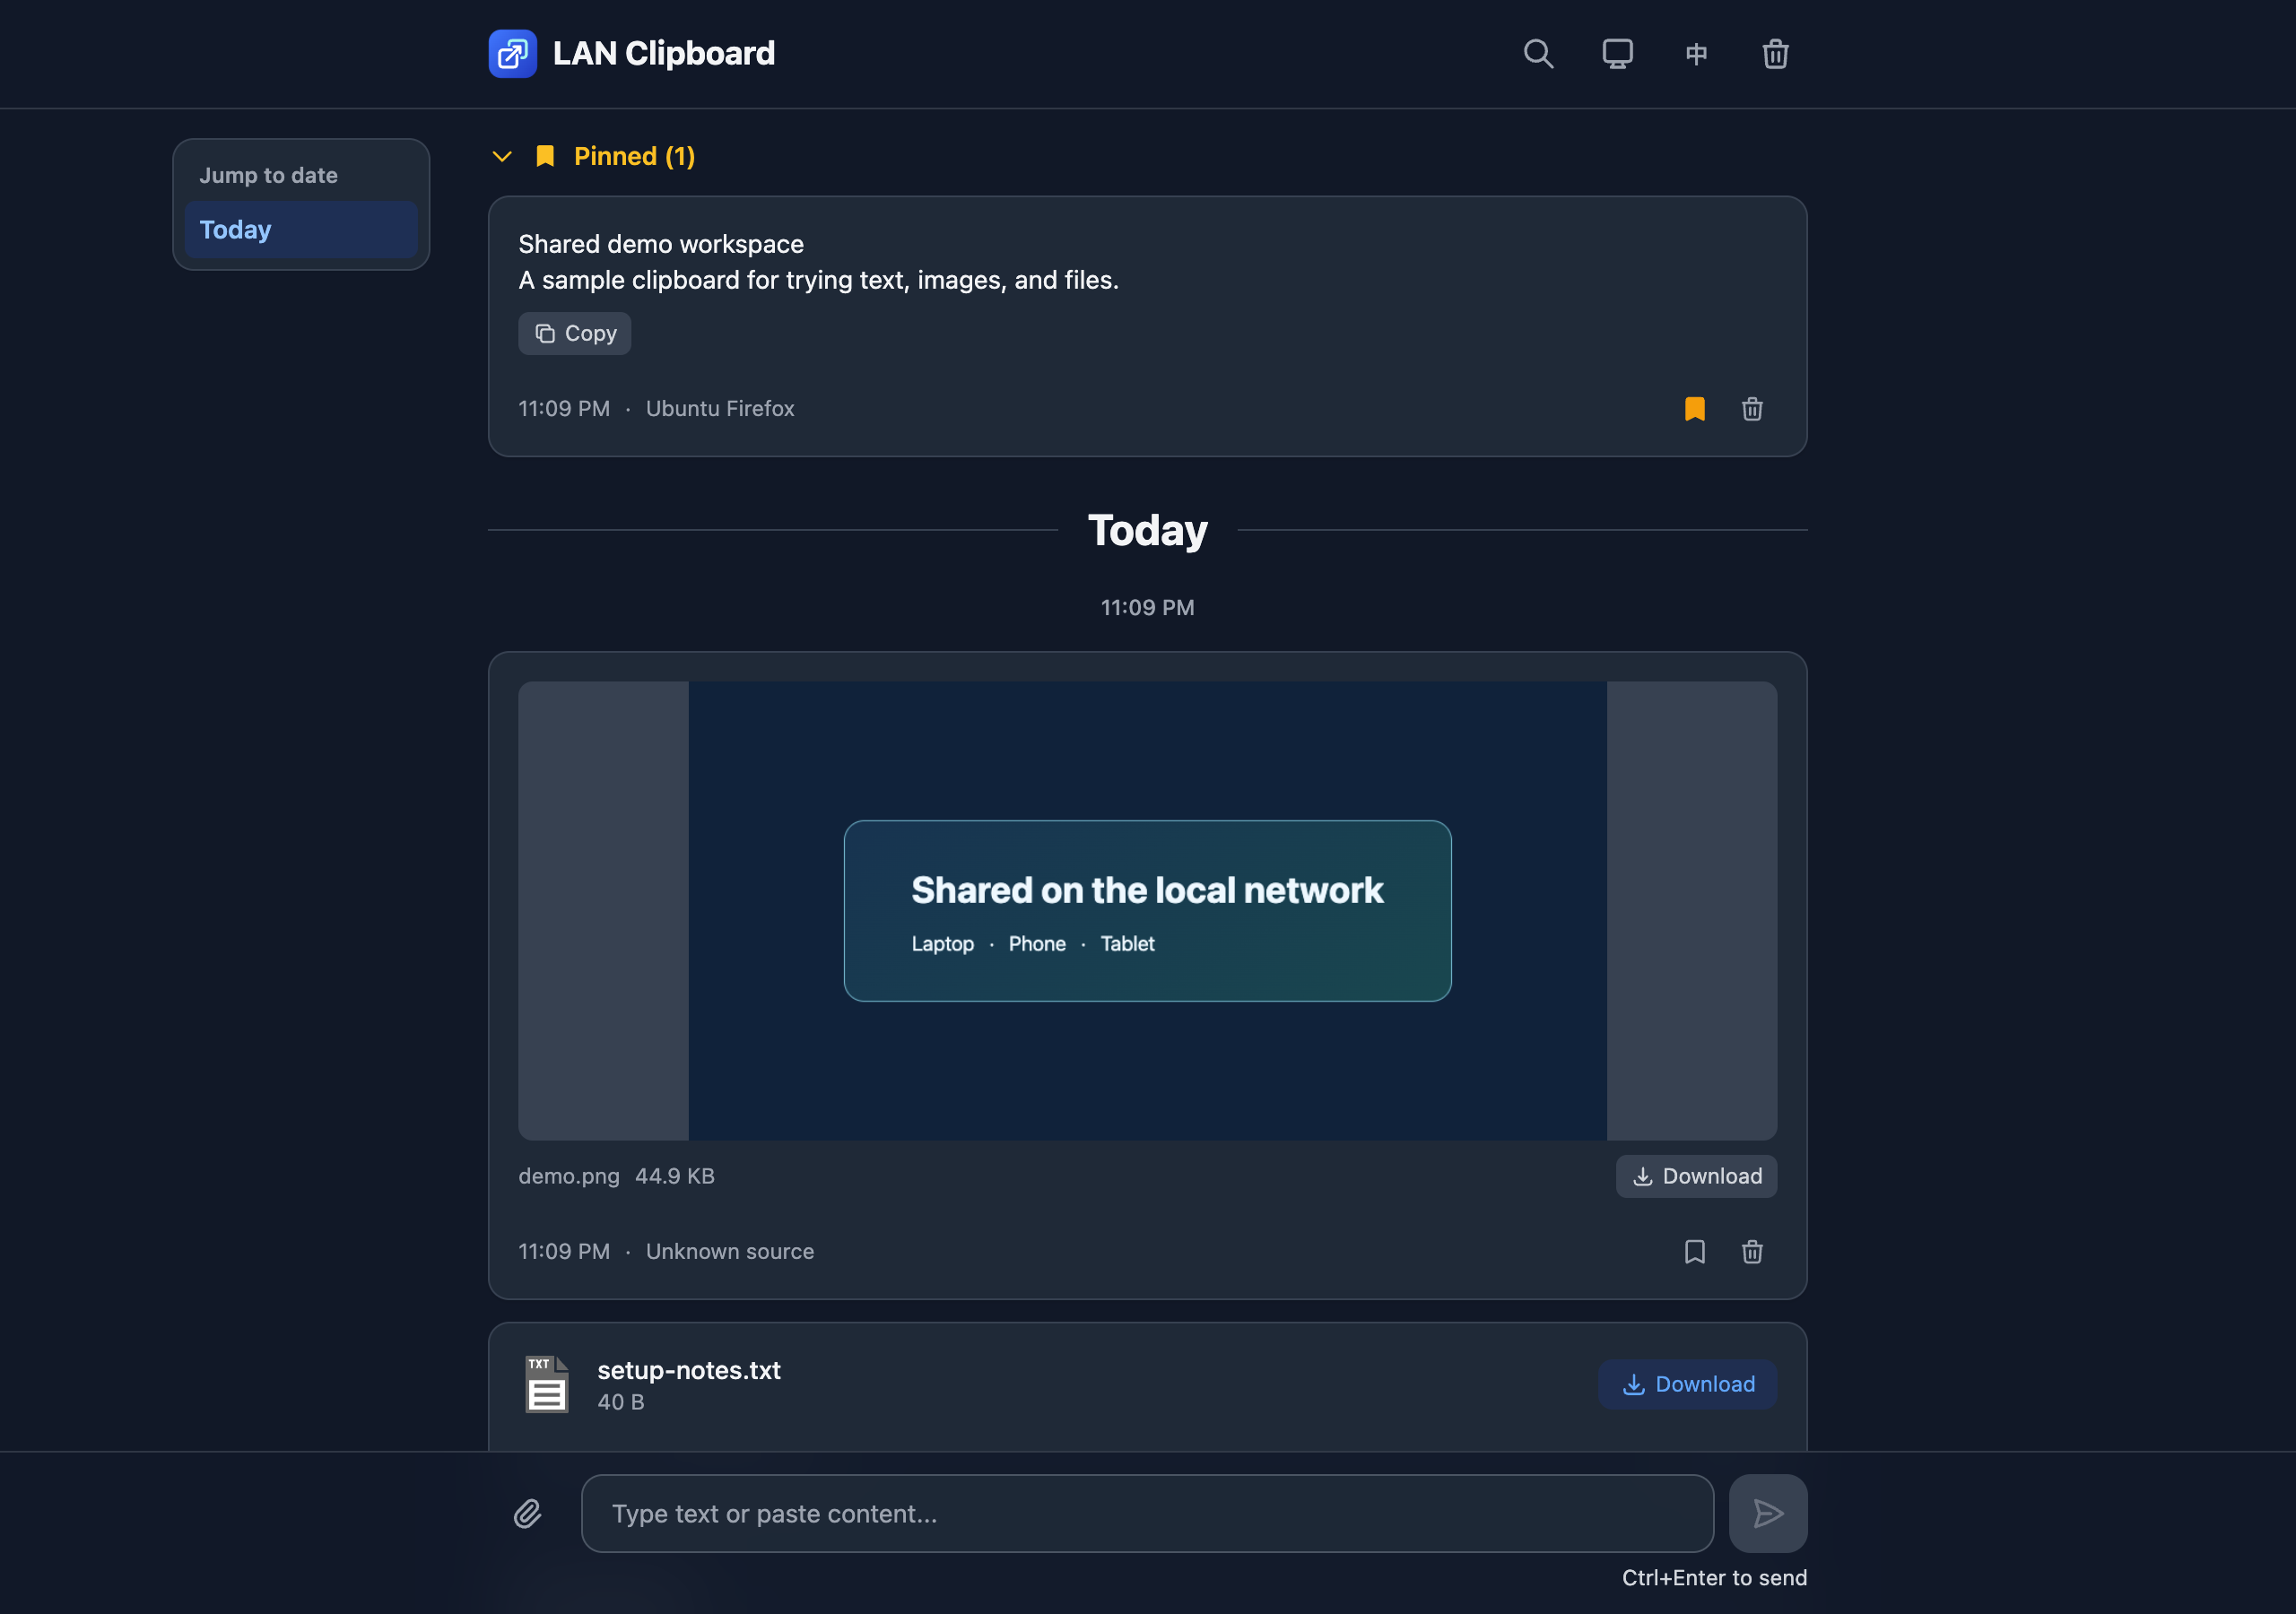 LAN Clipboard
中
Jump to date
Today
Pinned (1)
Shared demo workspace
A sample clipboard for trying text, images, and files.
Copy
11:09 PM · Ubuntu Firefox
Today
11:09 PM
Shared on the local network
Laptop · Phone · Tablet
demo.png 44.9 KB
Download
11:09 PM · Unknown source
TXT
setup-notes.txt
40 B
Download
Type text or paste content...
Ctrl+Enter to send